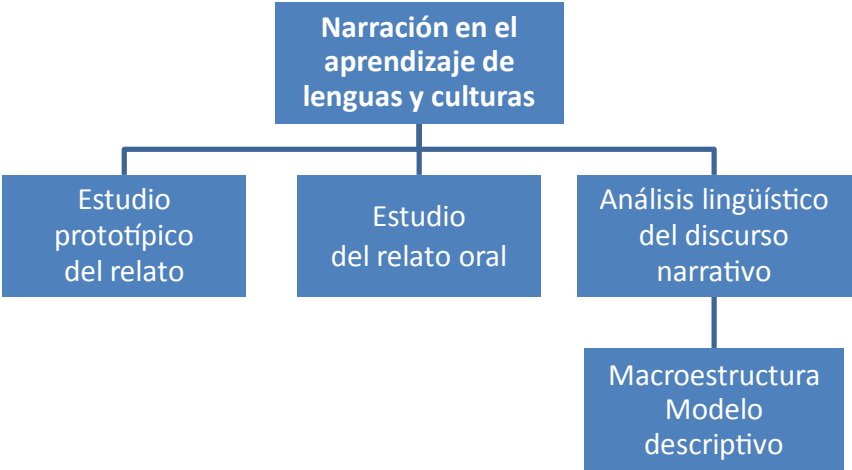 Narración en el
aprendizaje de
lenguas y culturas
Estudio
prototípico
del relato
Estudio
del relato oral
Análisis lingüístico
del discurso
narrativo
Macroestructura
Modelo
descriptivo